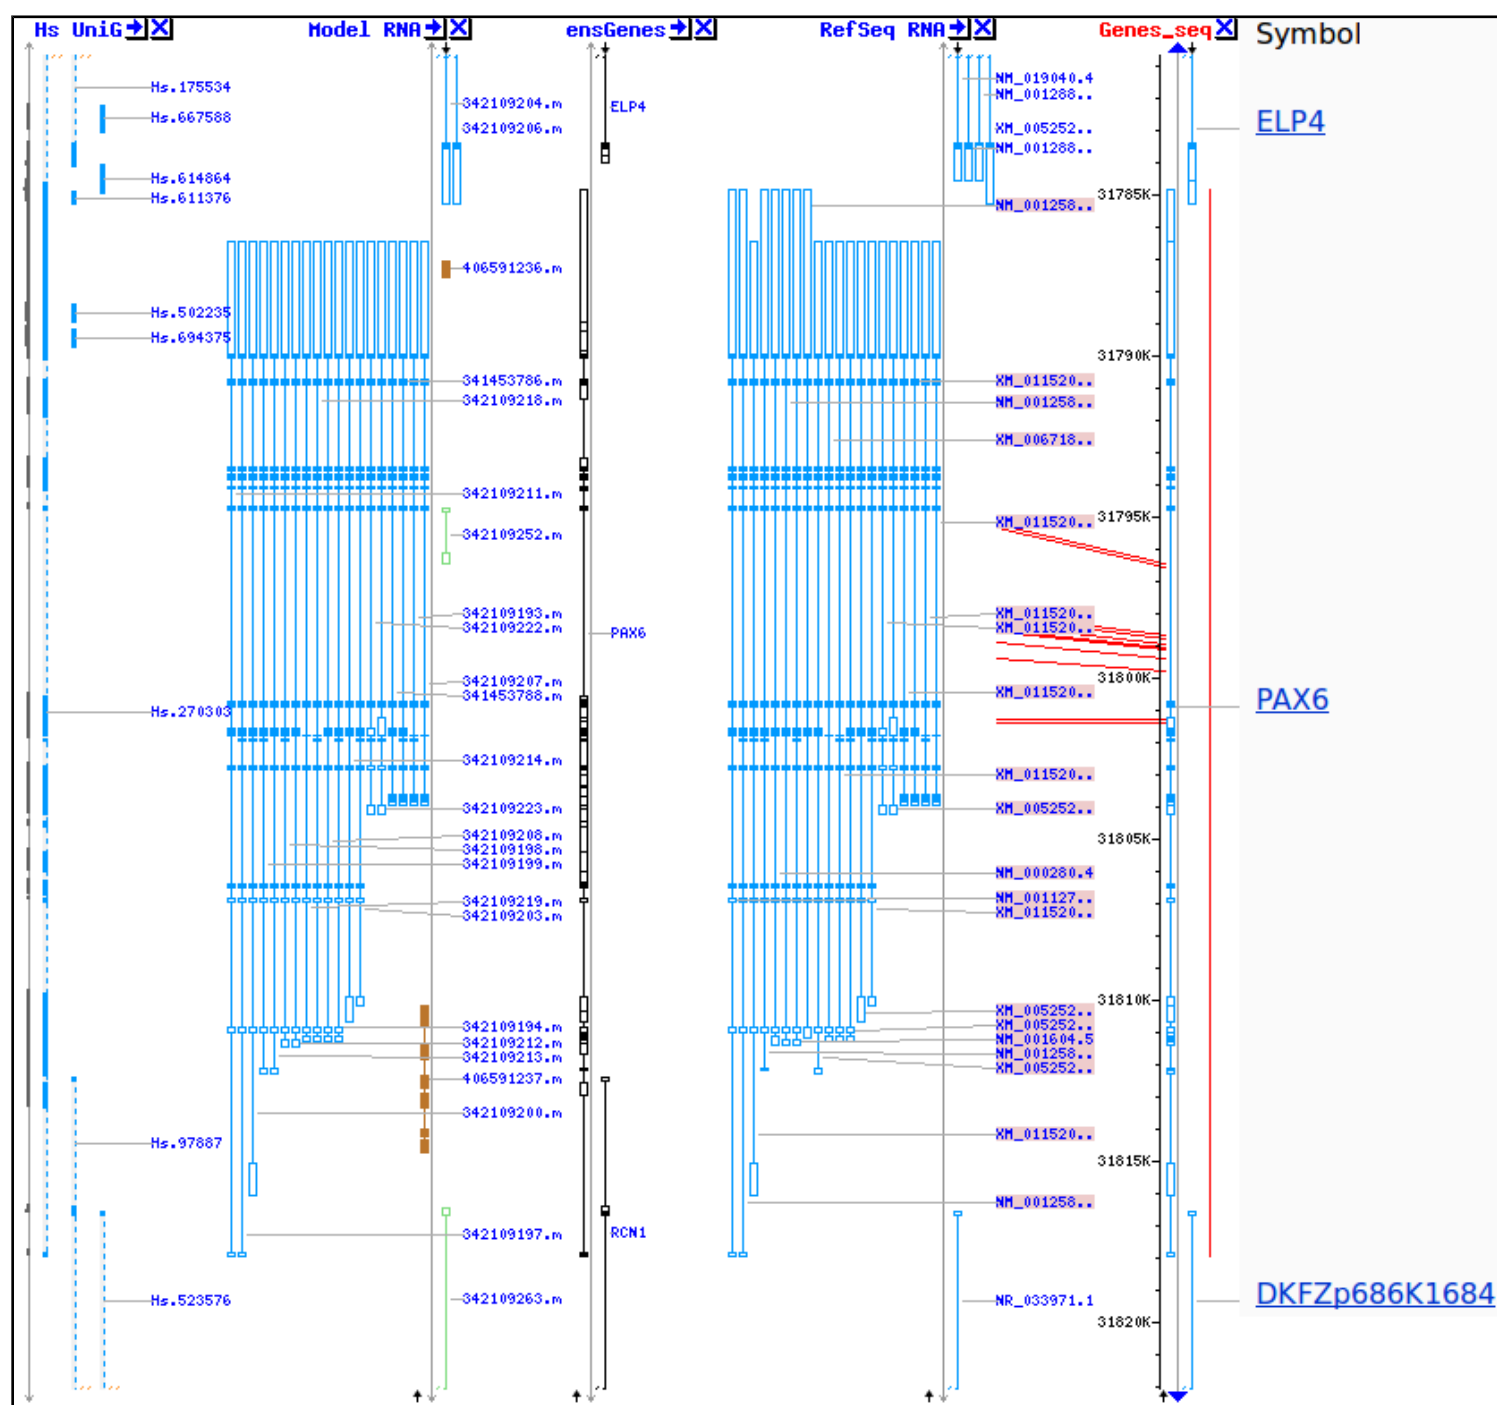 Hs UniG
Model RNA
ensGenes
RefSeq RNA
Genes_seq
Symbol
Hs.175534
Hs.667588
Hs.614864
Hs.611376
Hs.502235
Hs.694375
Hs.270303
Hs.97887
Hs.523576
342109204.m
342109206.m
406591236.m
341453786.m
342109218.m
342109211.m
342109252.m
342109193.m
342109222.m
342109207.m
341453788.m
342109214.m
342109223.m
342109208.m
342109198.m
342109199.m
342109219.m
342109203.m
342109194.m
342109212.m
342109213.m
406591237.m
342109200.m
342109197.m
342109263.m
ELP4
PAX6
RCN1
NM_019040.4
NM_001288..
XM_005252..
NM_001288..
NM_001258..
XM_011520..
NM_001258..
XM_006718..
XM_011520..
XM_011520..
XM_011520..
XM_011520..
XM_011520..
XM_005252..
NM_000280.4
NM_001127..
XM_011520..
XM_005252..
XM_005252..
NM_001604.5
NM_001258..
XM_005252..
XM_011520..
NM_001258..
NR_033971.1
31785K
31790K
31795K
31800K
31805K
31810K
31815K
31820K
ELP4
PAX6
DKFZp686K1684